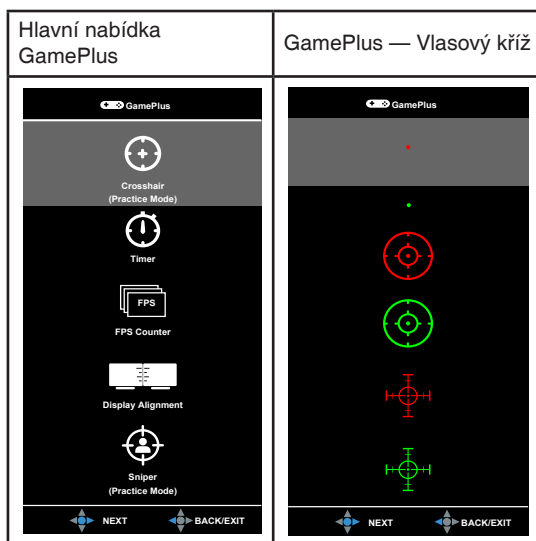 Hlavní nabídka
GamePlus
GamePlus — Vlasový kříž
GamePlus
Crosshair
(Practice Mode)
Timer
FPS
FPS Counter
Display Alignment
Sniper
(Practice Mode)
NEXT BACK/EXIT
GamePlus
NEXT BACK/EXIT